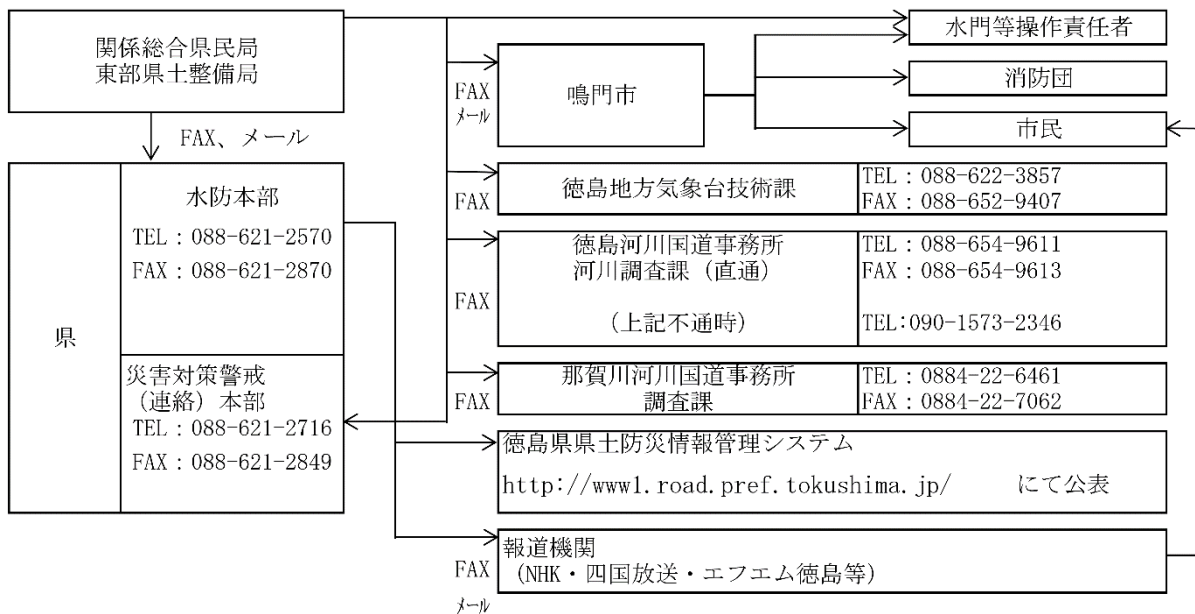 関係総合県民局
東部県土整備局
FAX、メール
県
水防本部
TEL：088-621-2570
FAX：088-621-2870
災害対策警戒
（連絡）本部
TEL：088-621-2716
FAX：088-621-2849
水門等操作責任者
FAX
メール
鳴門市
消防団
市民
FAX
徳島地方気象台技術課
TEL：088-622-3857
FAX：088-652-9407
FAX
徳島河川国道事務所
河川調査課（直通）
（上記不通時）
TEL：088-654-9611
FAX：088-654-9613
TEL:090-1573-2346
FAX
那賀川河川国道事務所
調査課
TEL：0884-22-6461
FAX：0884-22-7062
徳島県県土防災情報管理システム
http://www1.road.pref.tokushima.jp/　　にて公表
FAX
メール
報道機関
（NHK・四国放送・エフエム徳島等）